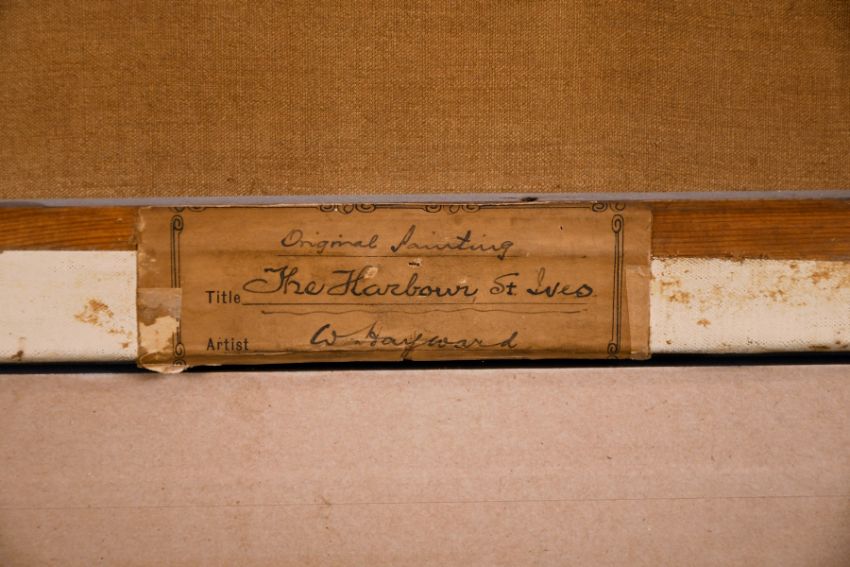 Original Painting
Title The Harbour, St. Ives
Artist W Hayward